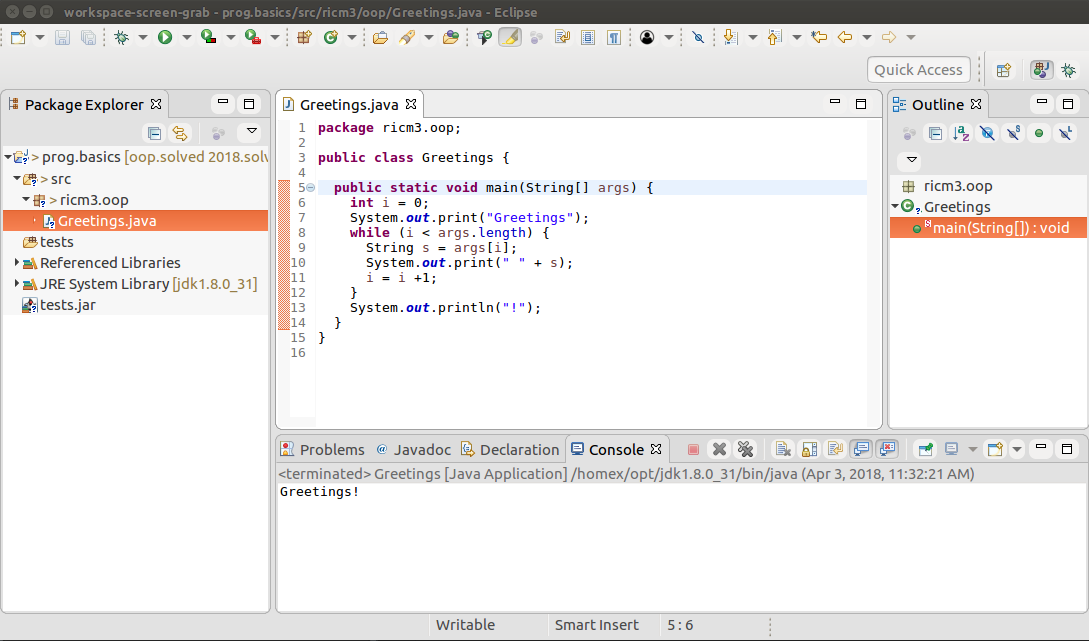 workspace-screen-grab - prog.basics/src/ricm3/oop/Greetings.java - Eclipse
Quick Access
Package Explorer
> prog.basics [oop.solved 2018.solv
> src
> ricm3.oop
Greetings.java
tests
Referenced Libraries
JRE System Library [jdk1.8.0_31]
tests.jar
Greetings.java
1 package ricm3.oop;
2
3 public class Greetings {
4
5 public static void main(String[] args) {
6 int i = 0;
7 System.out.print("Greetings");
8 while (i < args.length) {
9 String s = args[i];
10 System.out.print(" " + s);
11 i = i +1;
12 }
13 System.out.println("!");
14 }
15 }
16
Outline
ricm3.oop
Greetings
main(String[]) : void
Problems @ Javadoc Declaration Console
<terminated> Greetings [Java Application] /homex/opt/jdk1.8.0_31/bin/java (Apr 3, 2018, 11:32:21 AM)
Greetings!
Writable Smart Insert 5 : 6